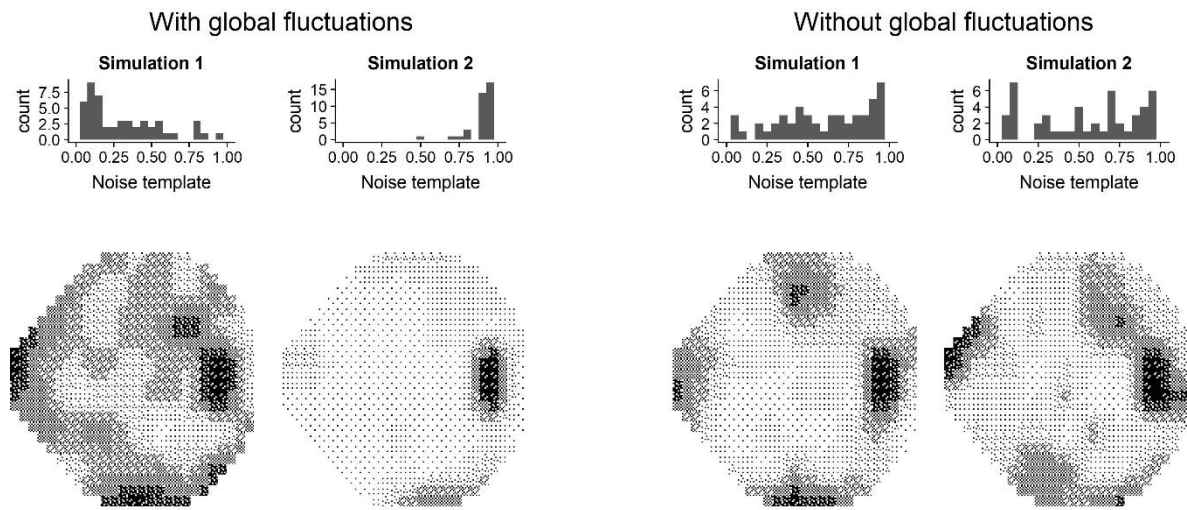 With global fluctuations
Without global fluctuations
Simulation 1
Simulation 2
Simulation 1
Simulation 2
count
7.5
5.0
2.5
0.0
0.00 0.25 0.50 0.75 1.00
Noise template
count
15
10
5
0
0.00 0.25 0.50 0.75 1.00
Noise template
count
6
4
2
0
0.00 0.25 0.50 0.75 1.00
Noise template
count
6
4
2
0
0.00 0.25 0.50 0.75 1.00
Noise template